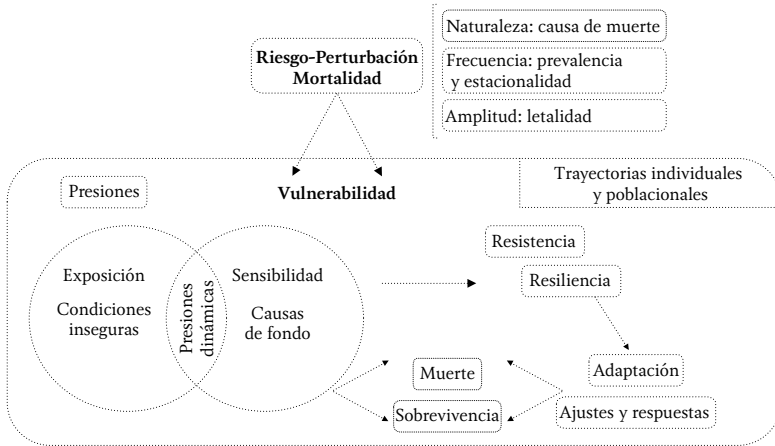 Naturaleza: causa de muerte
Riesgo-Perturbación
Mortalidad
Frecuencia: prevalencia
y estacionalidad
Amplitud: letalidad
Trayectorias individuales
y poblacionales
Presiones
Vulnerabilidad
Exposición
Condiciones
inseguras
Presiones
dinámicas
Sensibilidad
Causas
de fondo
Resistencia
Resiliencia
Muerte
Sobrevivencia
Adaptación
Ajustes y respuestas